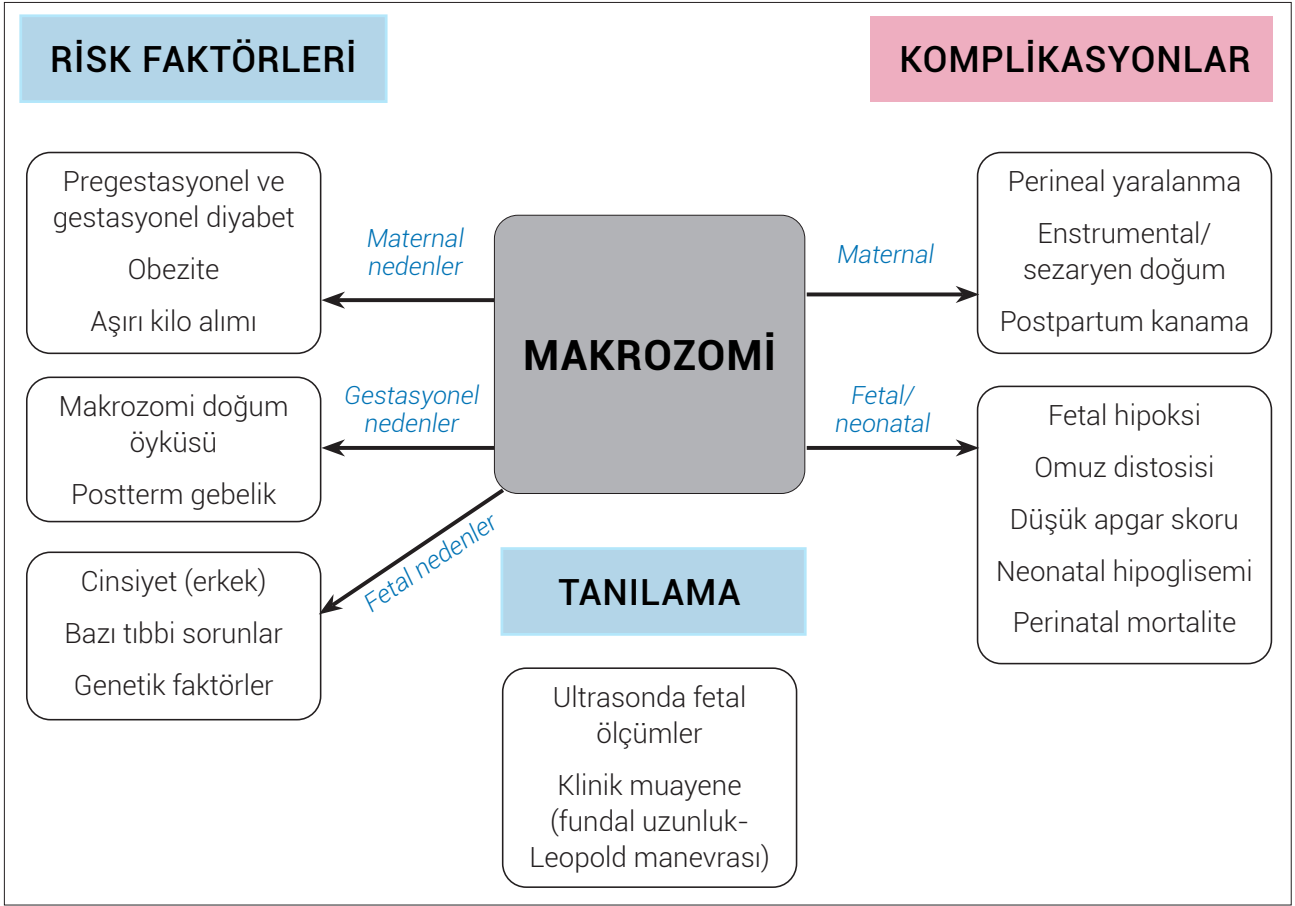 RİSK FAKTÖRLERİ
Pregestasyonel ve
gestasyonel diyabet
Obezite
Aşırı kilo alımı
Maternal
nedenler
Makrozomi doğum
öyküsü
Postterm gebelik
Gestasyonel
nedenler
Cinsiyet (erkek)
Bazı tıbbi sorunlar
Genetik faktörler
Fetal nedenler
MAKROZOMİ
TANILAMA
Ultrasonda fetal
ölçümler
Klinik muayene
(fundal uzunluk-
Leopold manevrası)
KOMPLİKASYONLAR
Maternal
Perineal yaralanma
Enstrumental/
sezaryen doğum
Postpartum kanama
Fetal/
neonatal
Fetal hipoksi
Omuz distosisi
Düşük apgar skoru
Neonatal hipoglisemi
Perinatal mortalite